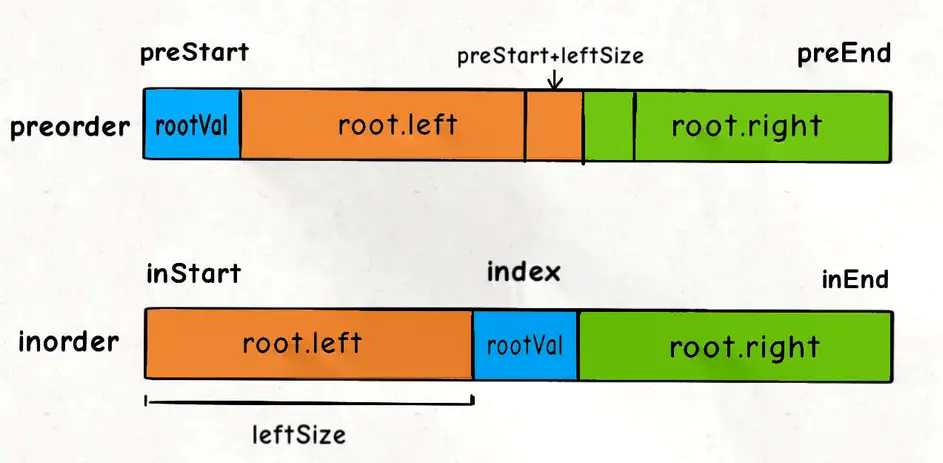 preStart
preStart+leftSize
preEnd
preorder
rootVal
root.left
root.right
inStart
index
inEnd
inorder
root.left
rootVal
root.right
leftSize